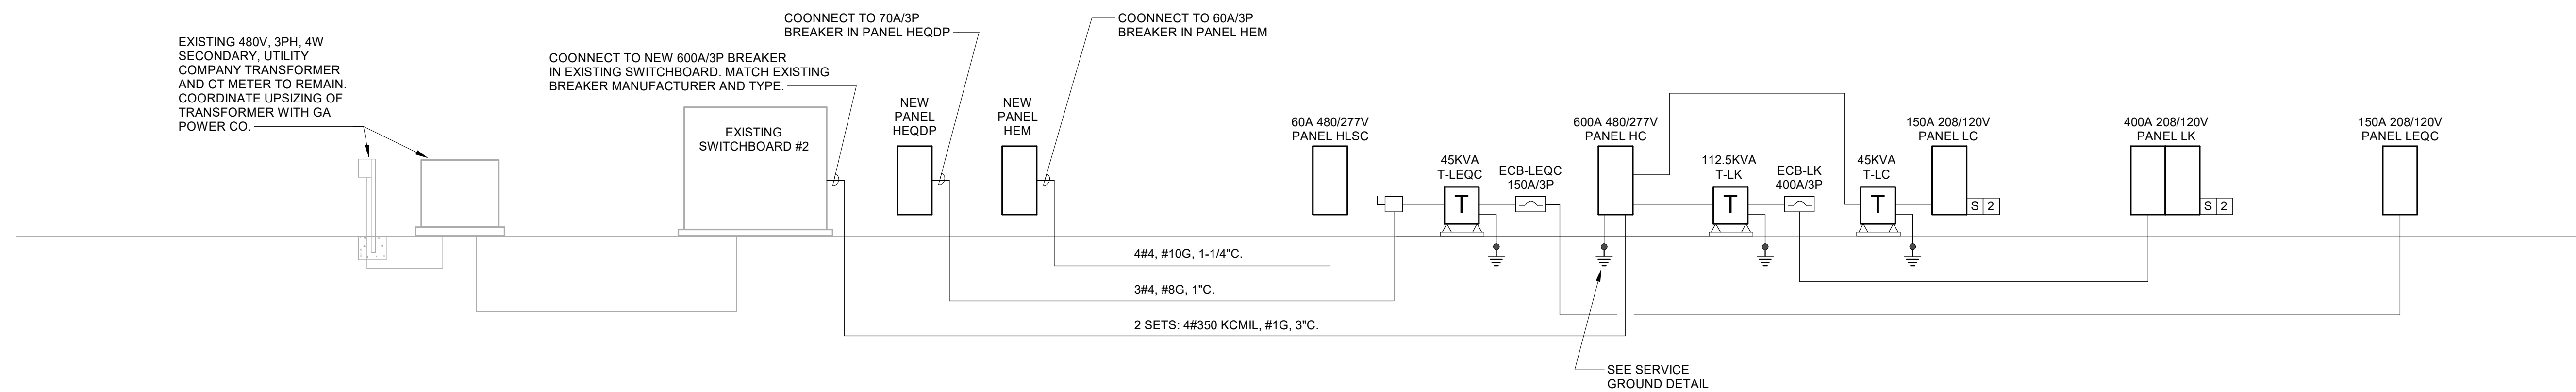 EXISTING 480V, 3PH, 4W
SECONDARY, UTILITY
COMPANY TRANSFORMER
AND CT METER TO REMAIN.
COORDINATE UPSIZING OF
TRANSFORMER WITH GA
POWER CO.
COONNECT TO NEW 600A/3P BREAKER
IN EXISTING SWITCHBOARD. MATCH EXISTING
BREAKER MANUFACTURER AND TYPE.
COONNECT TO 70A/3P
BREAKER IN PANEL HEQDP
COONNECT TO 60A/3P
BREAKER IN PANEL HEM
EXISTING
SWITCHBOARD #2
NEW
PANEL
HEQDP
NEW
PANEL
HEM
60A 480/277V
PANEL HLSC
45KVA
T-LEQC
T
ECB-LEQC
150A/3P
600A 480/277V
PANEL HC
112.5KVA
T-LK
T
ECB-LK
400A/3P
45KVA
T-LC
T
150A 208/120V
PANEL LC
S 2
400A 208/120V
PANEL LK
S 2
150A 208/120V
PANEL LEQC
4#4, #10G, 1-1/4"C.
3#4, #8G, 1"C.
2 SETS: 4#350 KCMIL, #1G, 3"C.
SEE SERVICE
GROUND DETAIL